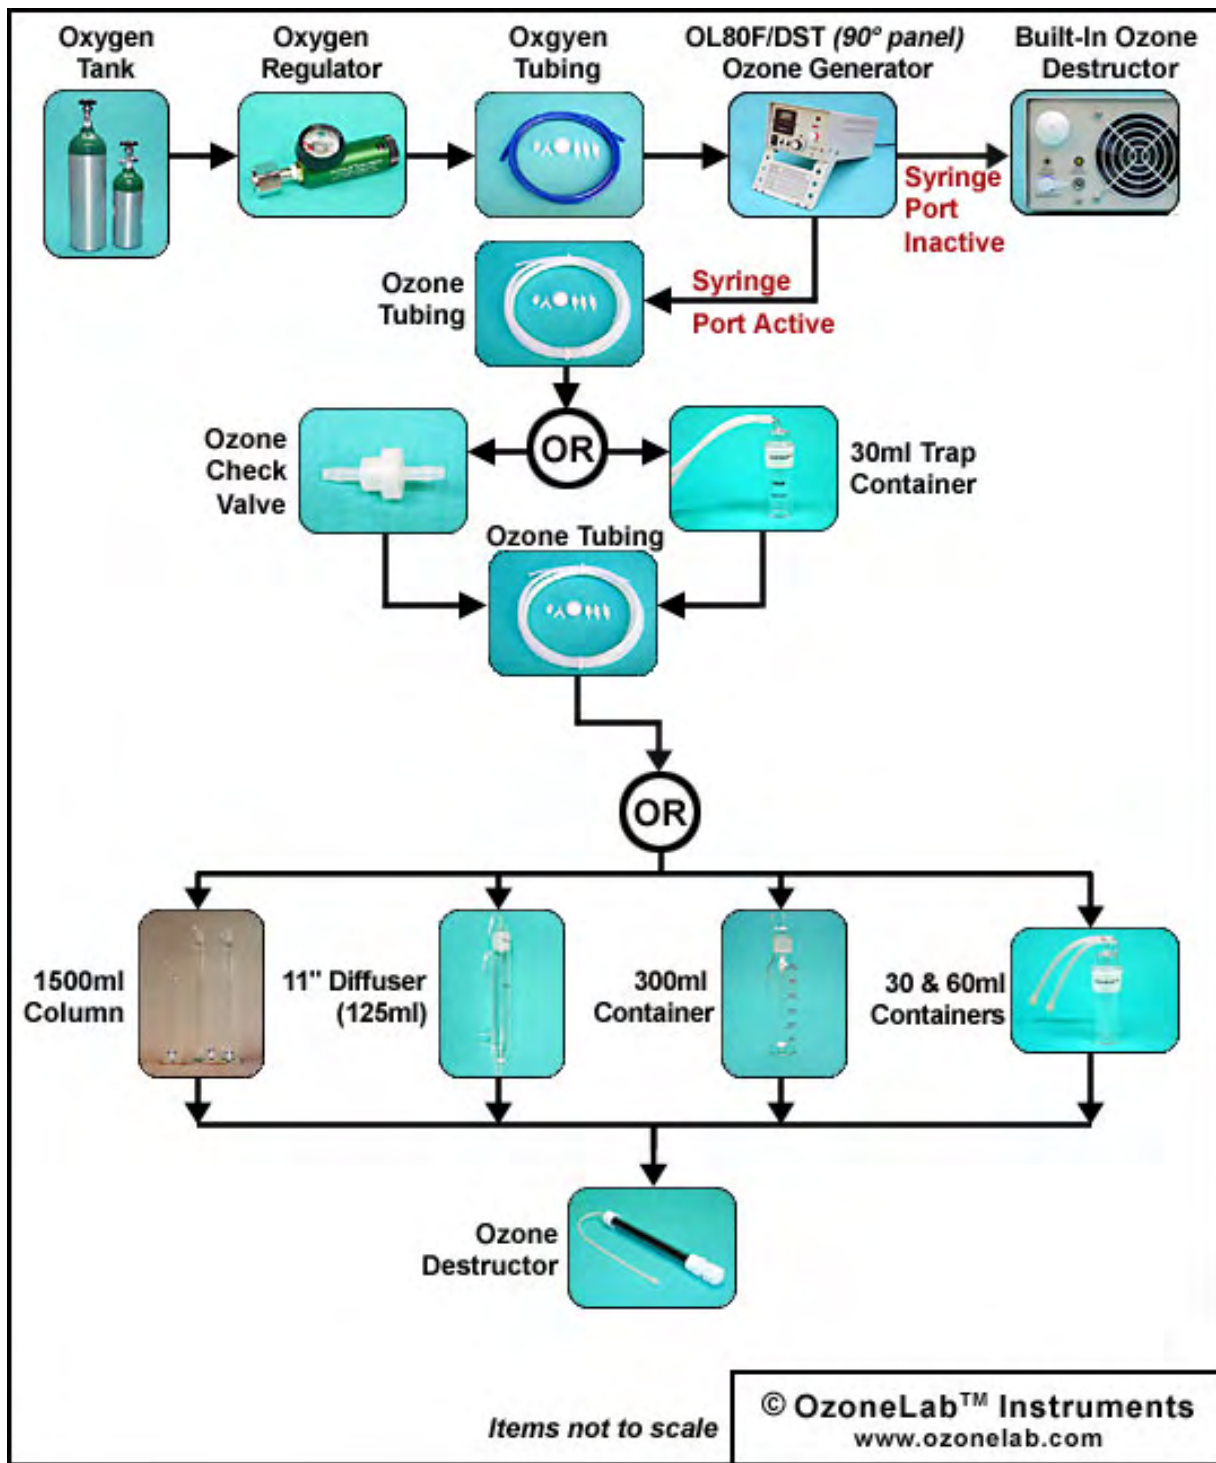 Oxygen
Tank
Oxygen
Regulator
Oxgyen
Tubing
OL80F/DST (90° panel)
Ozone Generator
Built-In Ozone
Destructor
Syringe
Port
Inactive
Ozone
Tubing
Syringe
Port Active
OR
Ozone
Check
Valve
30ml Trap
Container
Ozone Tubing
OR
1500ml
Column
11" Diffuser
(125ml)
300ml
Container
30 & 60ml
Containers
Ozone
Destructor
Items not to scale
© OzoneLab™ Instruments
www.ozonelab.com